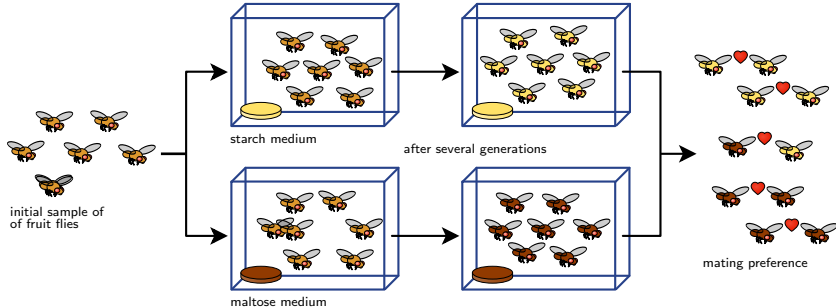 starch medium
after several generations
initial sample of
of fruit flies
maltose medium
mating preference